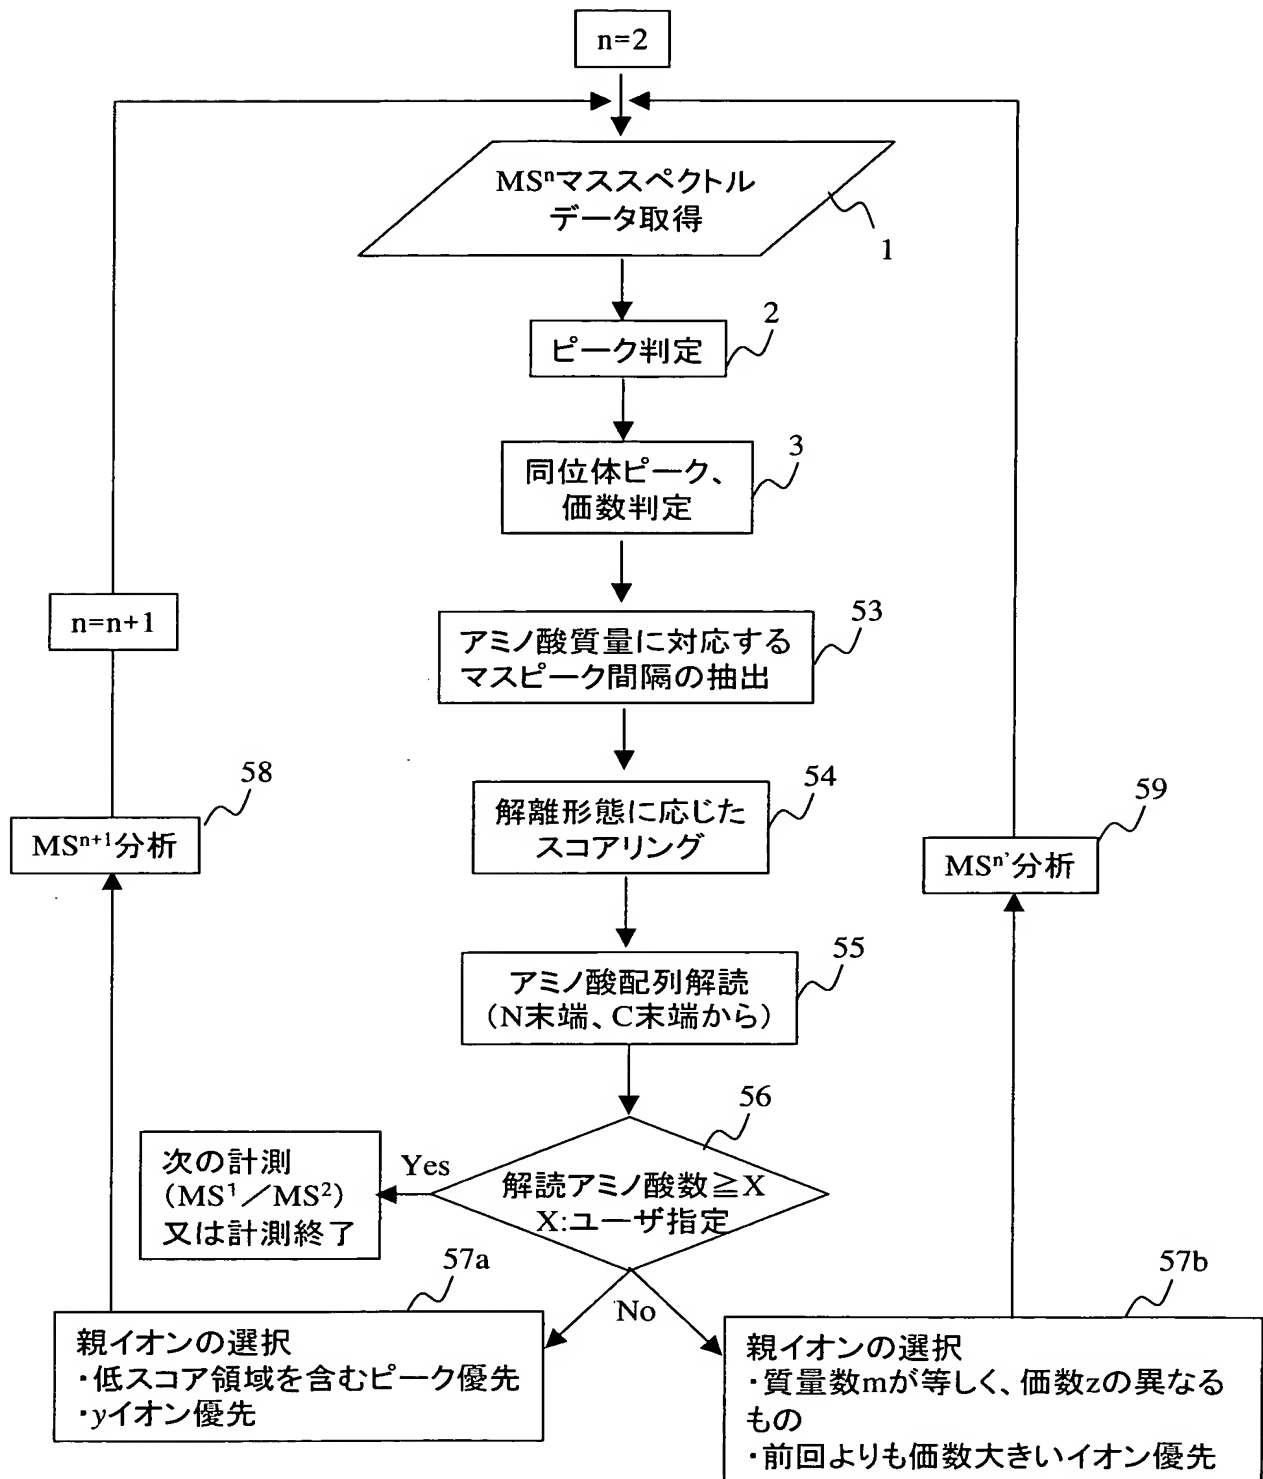 n=2
MSⁿマススペクトル
データ取得
1
ピーク判定
2
同位体ピーク、
価数判定
3
n=n+1
アミノ酸質量に対応する
マスピーク間隔の抽出
53
58
MSⁿ⁺¹分析
解離形態に応じた
スコアリング
54
59
MSⁿ'分析
アミノ酸配列解読
(N末端、C末端から)
55
56
解読アミノ酸数≧X
X:ユーザ指定
Yes
次の計測
(MS¹/MS²)
又は計測終了
No
57a
親イオンの選択
・低スコア領域を含むピーク優先
・yイオン優先
57b
親イオンの選択
・質量数mが等しく、価数zの異なる
もの
・前回よりも価数大きいイオン優先